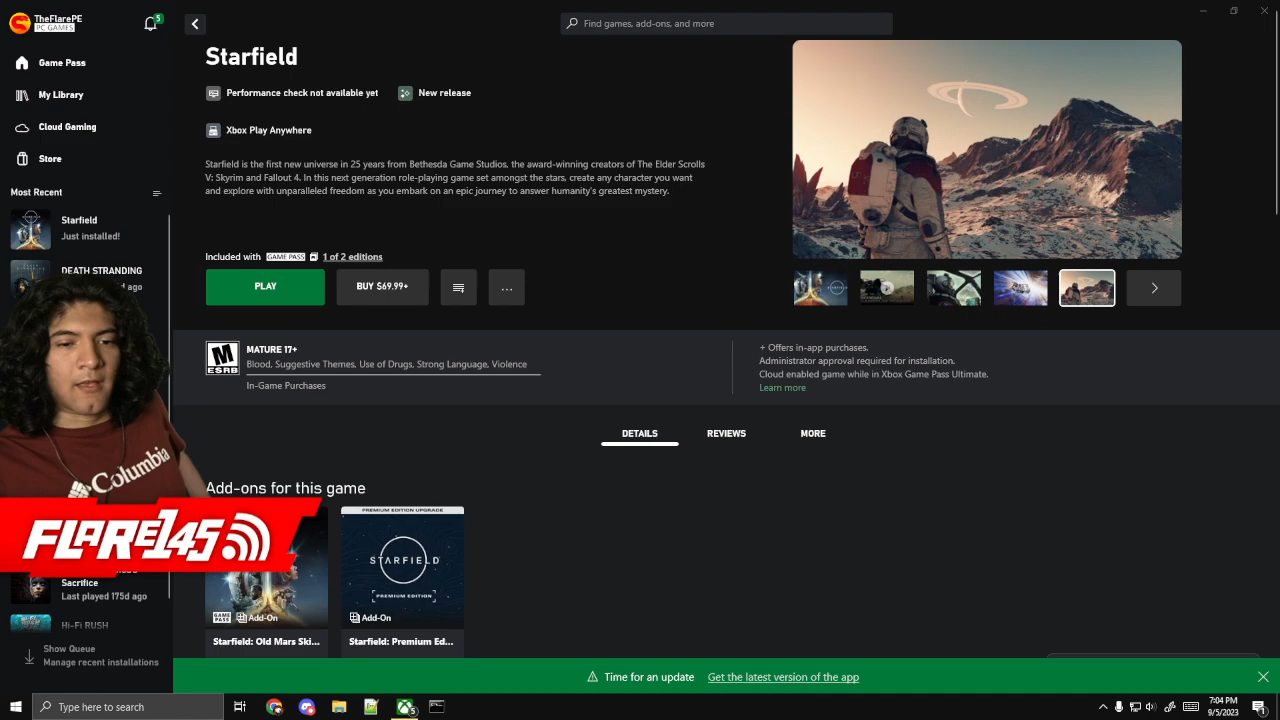 TheFlarePE
PC GAMES
5
Find games, add-ons, and more
Game Pass
My Library
Cloud Gaming
Store
Most Recent
Starfield
Just installed!
DEATH STRANDING
d ago
Sacrifice
Last played 175d ago
Hi-Fi RUSH
Show Queue
Manage recent installations
Columbia
FLARE145
Starfield
Performance check not available yet
New release
Xbox Play Anywhere
Starfield is the first new universe in 25 years from Bethesda Game Studios, the award-winning creators of The Elder Scrolls
V: Skyrim and Fallout 4. In this next generation role-playing game set amongst the stars, create any character you want
and explore with unparalleled freedom as you embark on an epic journey to answer humanity's greatest mystery.
Included with GAME PASS 1 of 2 editions
PLAY
BUY $69.99+
...
M
ESRB
MATURE 17+
Blood, Suggestive Themes, Use of Drugs, Strong Language, Violence
In-Game Purchases
+ Offers in-app purchases.
Administrator approval required for installation.
Cloud enabled game while in Xbox Game Pass Ultimate.
Learn more
DETAILS
REVIEWS
MORE
Add-ons for this game
GAME PASS
Add-On
Starfield: Old Mars Ski...
PREMIUM EDITION UPGRADE
STARFIELD
PREMIUM EDITION
Add-On
Starfield: Premium Ed...
Time for an update Get the latest version of the app
Type here to search
5
7:04 PM
9/5/2023
1